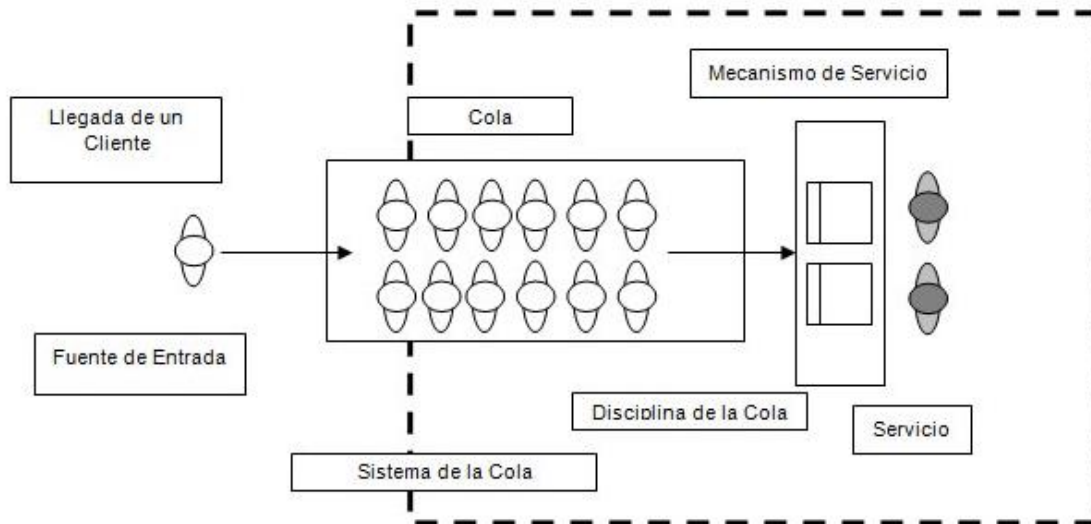 Mecanismo de Servicio
Llegada de un
Cliente
Cola
Fuente de Entrada
Disciplina de la Cola
Servicio
Sistema de la Cola